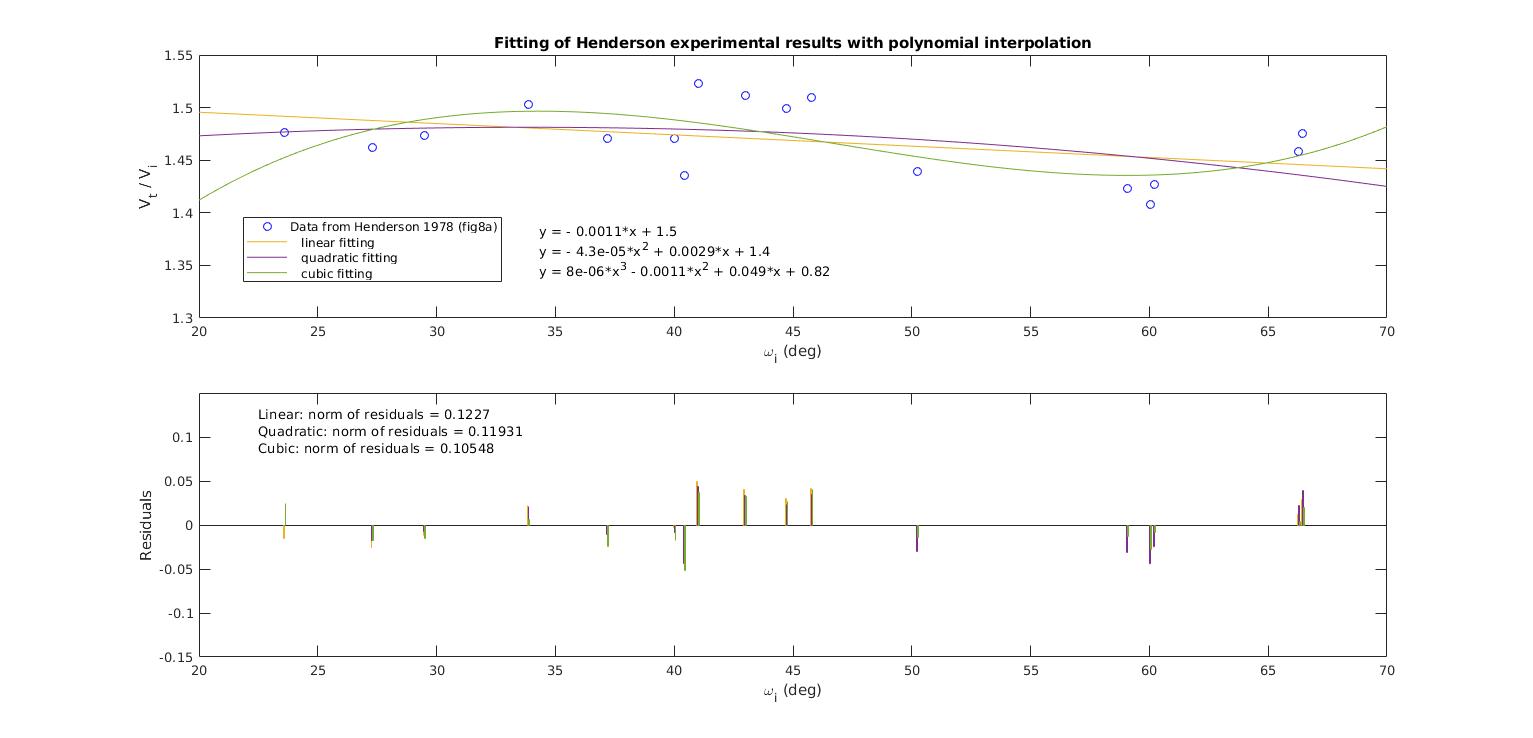 Fitting of Henderson experimental results with polynomial interpolation
1.55
1.5
1.45
1.4
1.35
1.3
V_t / V_i
Data from Henderson 1978 (fig8a)
linear fitting
quadratic fitting
cubic fitting
y = - 0.0011*x + 1.5
y = - 4.3e-05*x^2 + 0.0029*x + 1.4
y = 8e-06*x^3 - 0.0011*x^2 + 0.049*x + 0.82
20 25 30 35 40 45 50 55 60 65 70
ω_i (deg)
Linear: norm of residuals = 0.1227
Quadratic: norm of residuals = 0.11931
Cubic: norm of residuals = 0.10548
0.1
0.05
0
-0.05
-0.1
-0.15
Residuals
20 25 30 35 40 45 50 55 60 65 70
ω_i (deg)